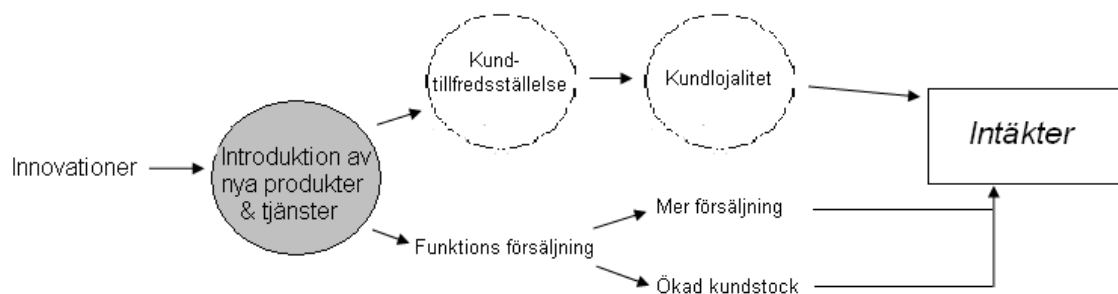 Innovationer
Introduktion av
nya produkter
& tjänster
Kund-
tillfredsställelse
Kundlojalitet
Intäkter
Funktions försäljning
Mer försäljning
Ökad kundstock